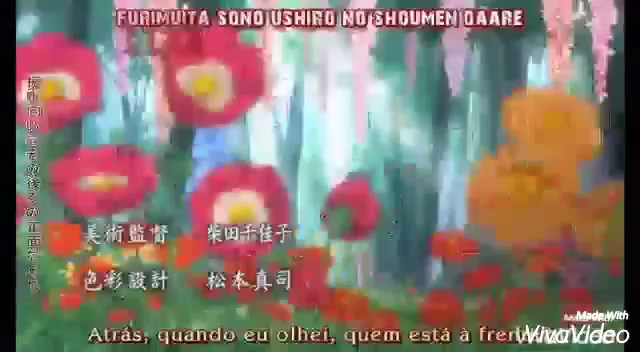 FURIMUITA SONO USHIRO NO SHOUMEN DAARE
振り向いたその後ろの正面だあれ
美術監督 柴田千佳子
色彩設計 松本真司
Atrás, quando eu olhei, quem está à frente
Made With
VivaVideo